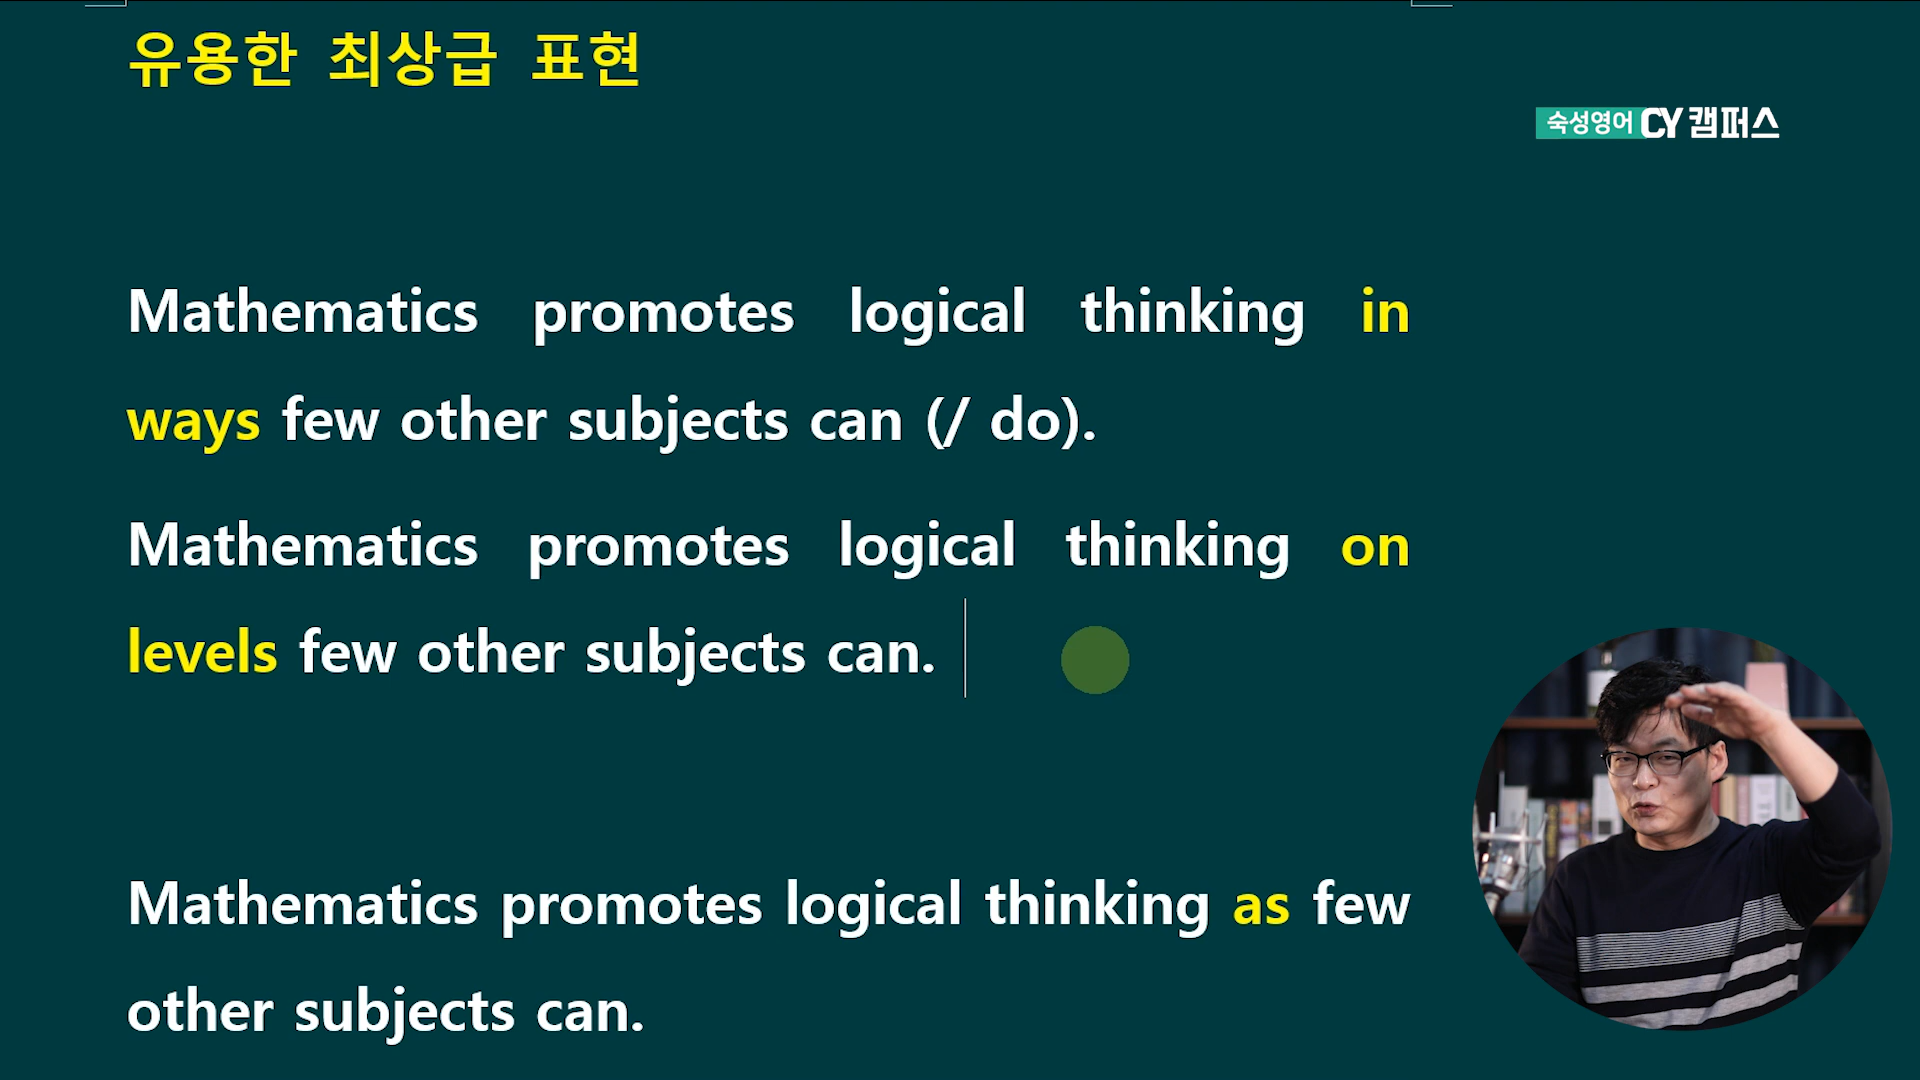 유용한 최상급 표현
숙성영어 CY캠퍼스
Mathematics promotes logical thinking in
ways few other subjects can (/ do).
Mathematics promotes logical thinking on
levels few other subjects can.
Mathematics promotes logical thinking as few
other subjects can.